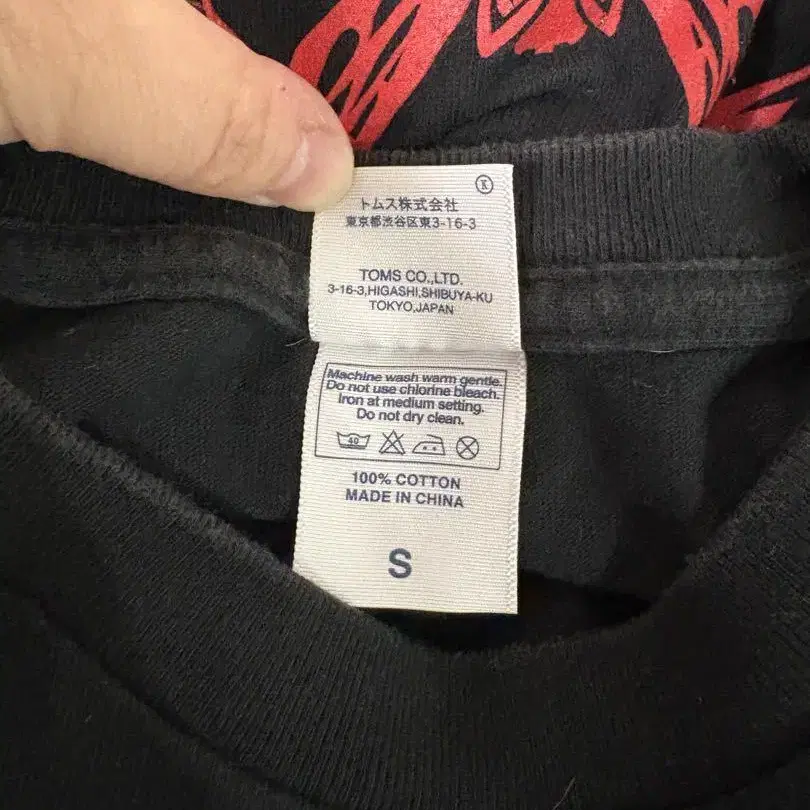 Ⓚ
トムス株式会社
東京都渋谷区東3-16-3
TOMS CO.,LTD.
3-16-3,HIGASHI,SHIBUYA-KU
TOKYO,JAPAN
Machine wash warm gentle.
Do not use chlorine bleach.
Iron at medium setting.
Do not dry clean.
40
100% COTTON
MADE IN CHINA
S